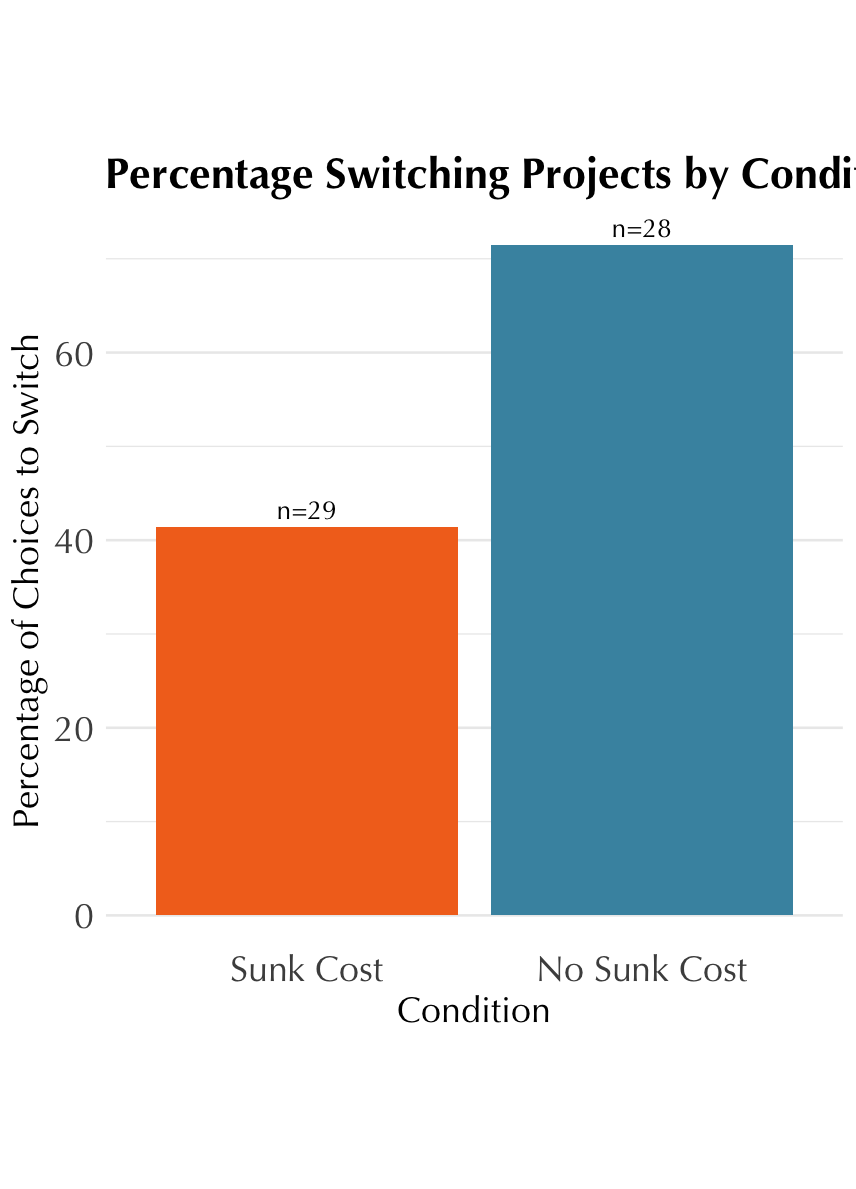 Percentage Switching Projects by Condi
n=28
n=29
Percentage of Choices to Switch
60
40
20
0
Sunk Cost
No Sunk Cost
Condition